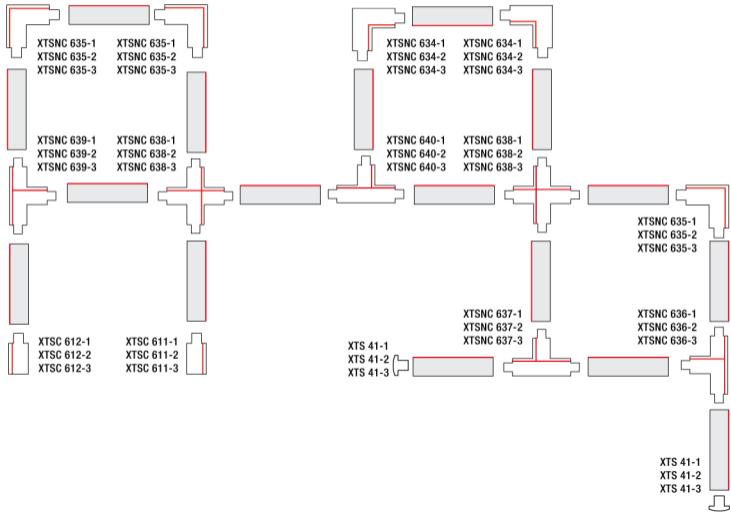 XTSNC 635-1
XTSNC 635-2
XTSNC 635-3
XTSNC 635-1
XTSNC 635-2
XTSNC 635-3
XTSNC 634-1
XTSNC 634-2
XTSNC 634-3
XTSNC 634-1
XTSNC 634-2
XTSNC 634-3
XTSNC 639-1
XTSNC 639-2
XTSNC 639-3
XTSNC 638-1
XTSNC 638-2
XTSNC 638-3
XTSNC 640-1
XTSNC 640-2
XTSNC 640-3
XTSNC 638-1
XTSNC 638-2
XTSNC 638-3
XTSNC 635-1
XTSNC 635-2
XTSNC 635-3
XTSC 612-1
XTSC 612-2
XTSC 612-3
XTSC 611-1
XTSC 611-2
XTSC 611-3
XTS 41-1
XTS 41-2
XTS 41-3
XTSNC 637-1
XTSNC 637-2
XTSNC 637-3
XTSNC 636-1
XTSNC 636-2
XTSNC 636-3
XTS 41-1
XTS 41-2
XTS 41-3